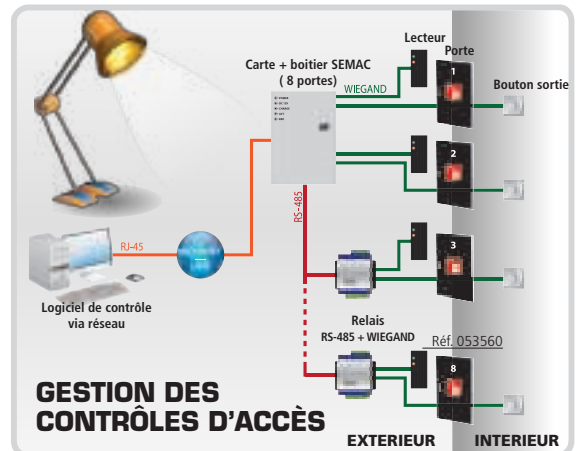 Lecteur
Porte
Carte + boitier SEMAC
( 8 portes)
WIEGAND
1
Bouton sortie
2
RS-485
RJ-45
3
Logiciel de contrôle
via réseau
Relais
RS-485 + WIEGAND
Réf. 053560
8
GESTION DES
CONTRÔLES D'ACCÈS
EXTERIEUR
INTERIEUR